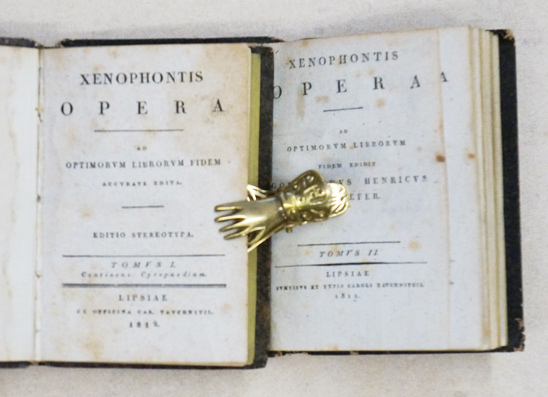 XENOPHONTIS
OPERA
AD
OPTIMORVM LIBRORVM FIDEM
ACCVRATE EDITA.
EDITIO STEREOTYPA.
TOMVS I.
Continens Cyropaediam.
LIPSIAE
EX OFFICINA CAR. TAVCHNITII.
XENOPHONTIS
OPERA
AD
OPTIMORVM LIBRORVM
FIDEM EDIDIT
HENRICVS
TOMVS II
LIPSIAE
SVMTIBVS ET TYPIS CAROLI TAVCHNITII.